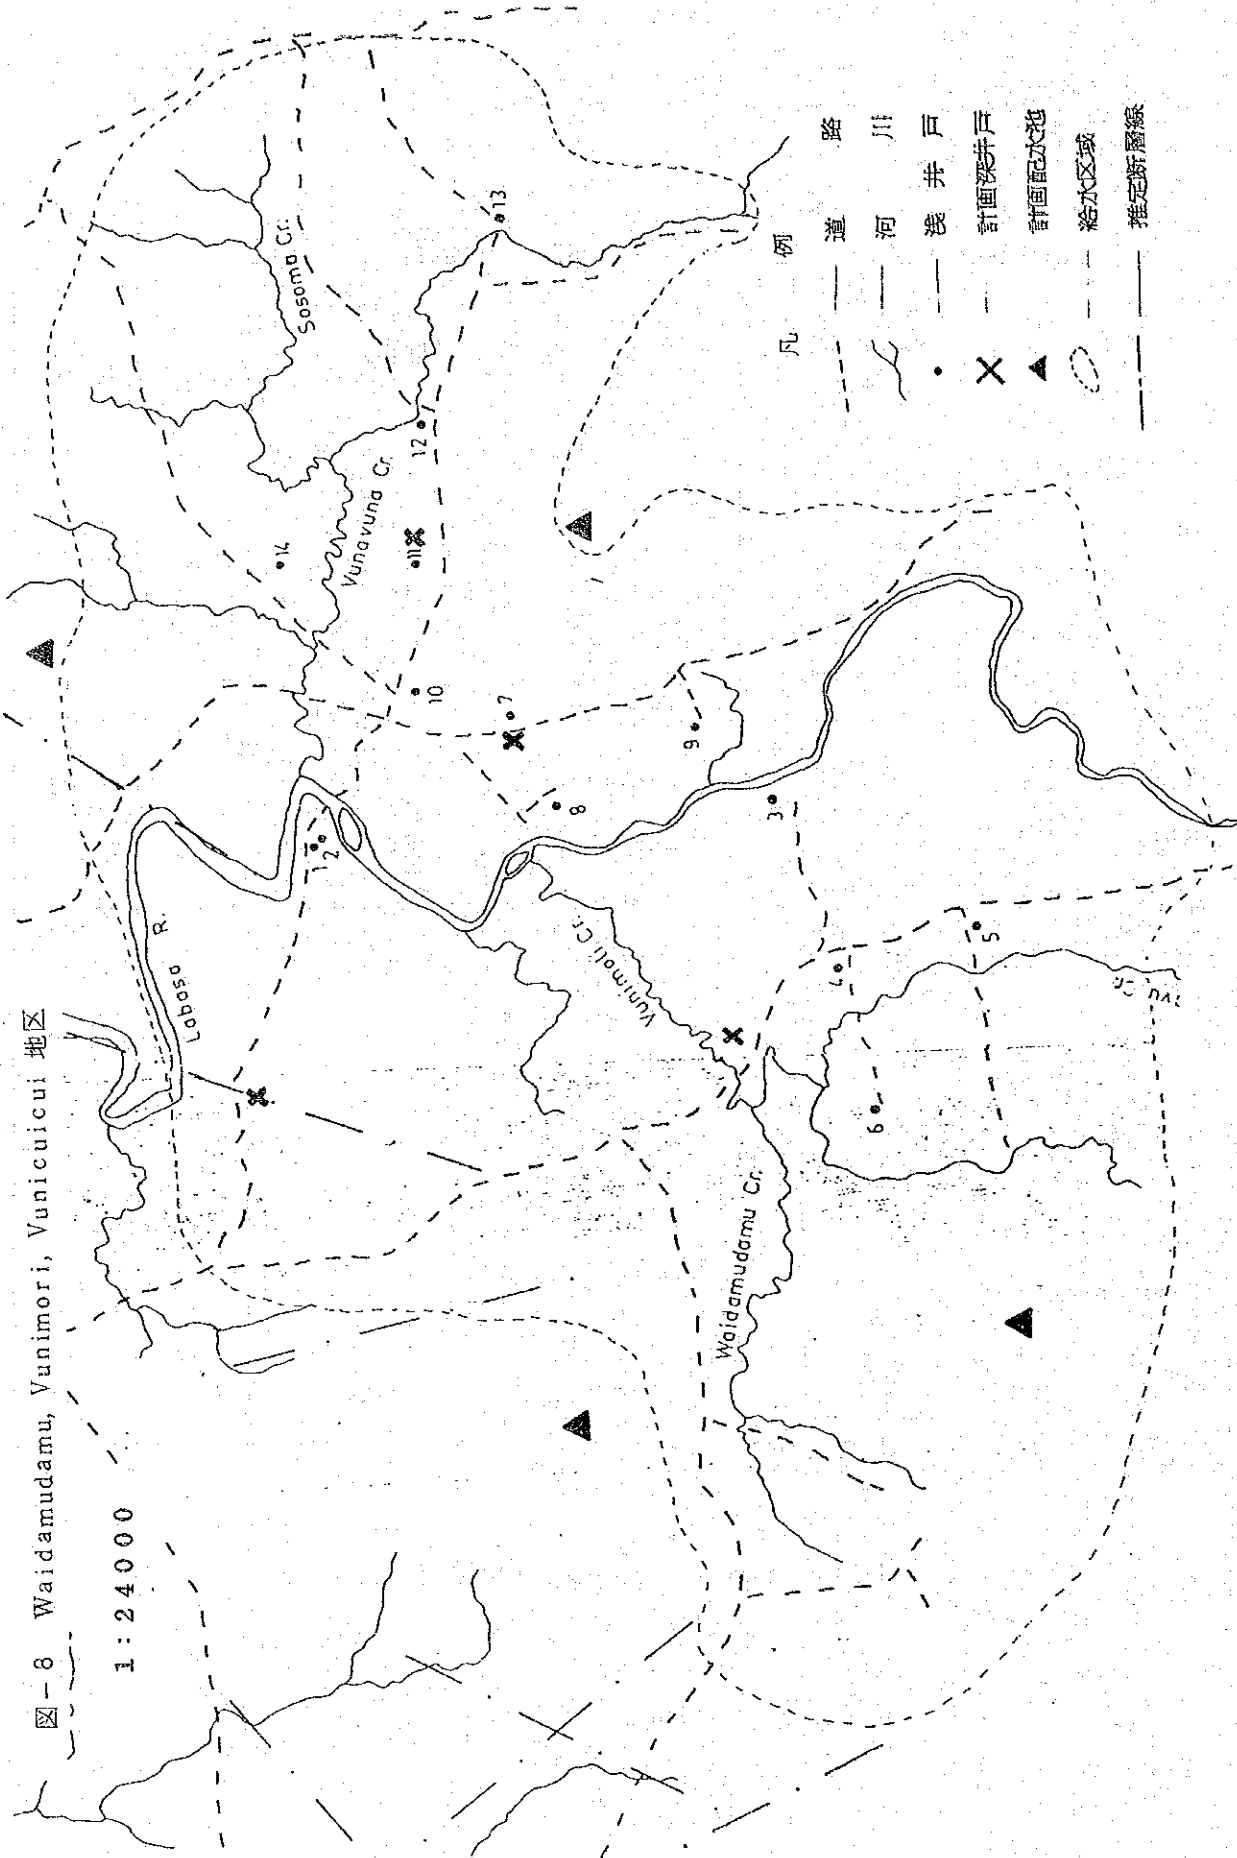 図-8 Waidamudamu, Vunimori, Vunicuicui 地区
1:24000
Labasa R.
Sosoma Cr.
Vunavuna Cr.
Vunimoli Cr.
Waidamudamu Cr.
ivu Cr.
1
2
3
4
5
6
7
8
9
10
11
12
13
14
凡例
道路
河川
浅井戸
計画深井戸
計画配水池
給水区域
推定断層線